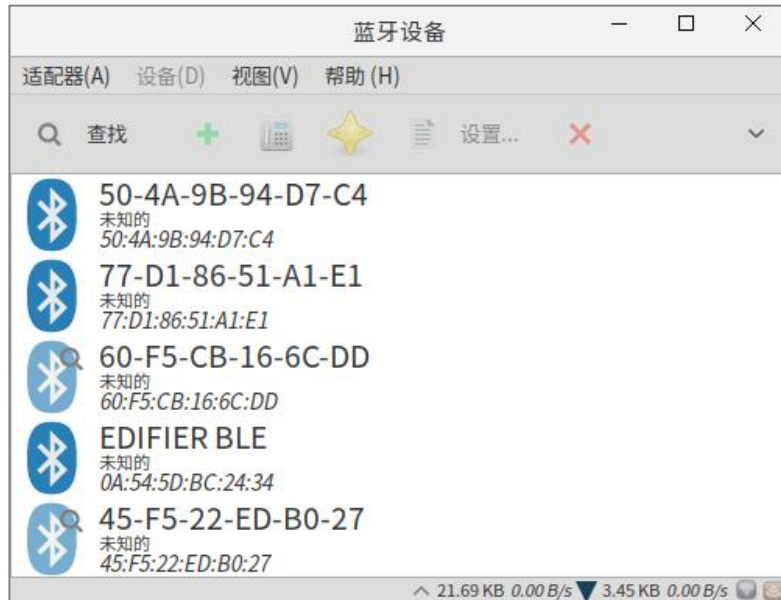 蓝牙设备
适配器(A) 设备(D) 视图(V) 帮助 (H)
查找 设置...
50-4A-9B-94-D7-C4
未知的
50:4A:9B:94:D7:C4
77-D1-86-51-A1-E1
未知的
77:D1:86:51:A1:E1
60-F5-CB-16-6C-DD
未知的
60:F5:CB:16:6C:DD
EDIFIER BLE
未知的
0A:54:5D:BC:24:34
45-F5-22-ED-B0-27
未知的
45:F5:22:ED:B0:27
21.69 KB 0.00 B/s 3.45 KB 0.00 B/s